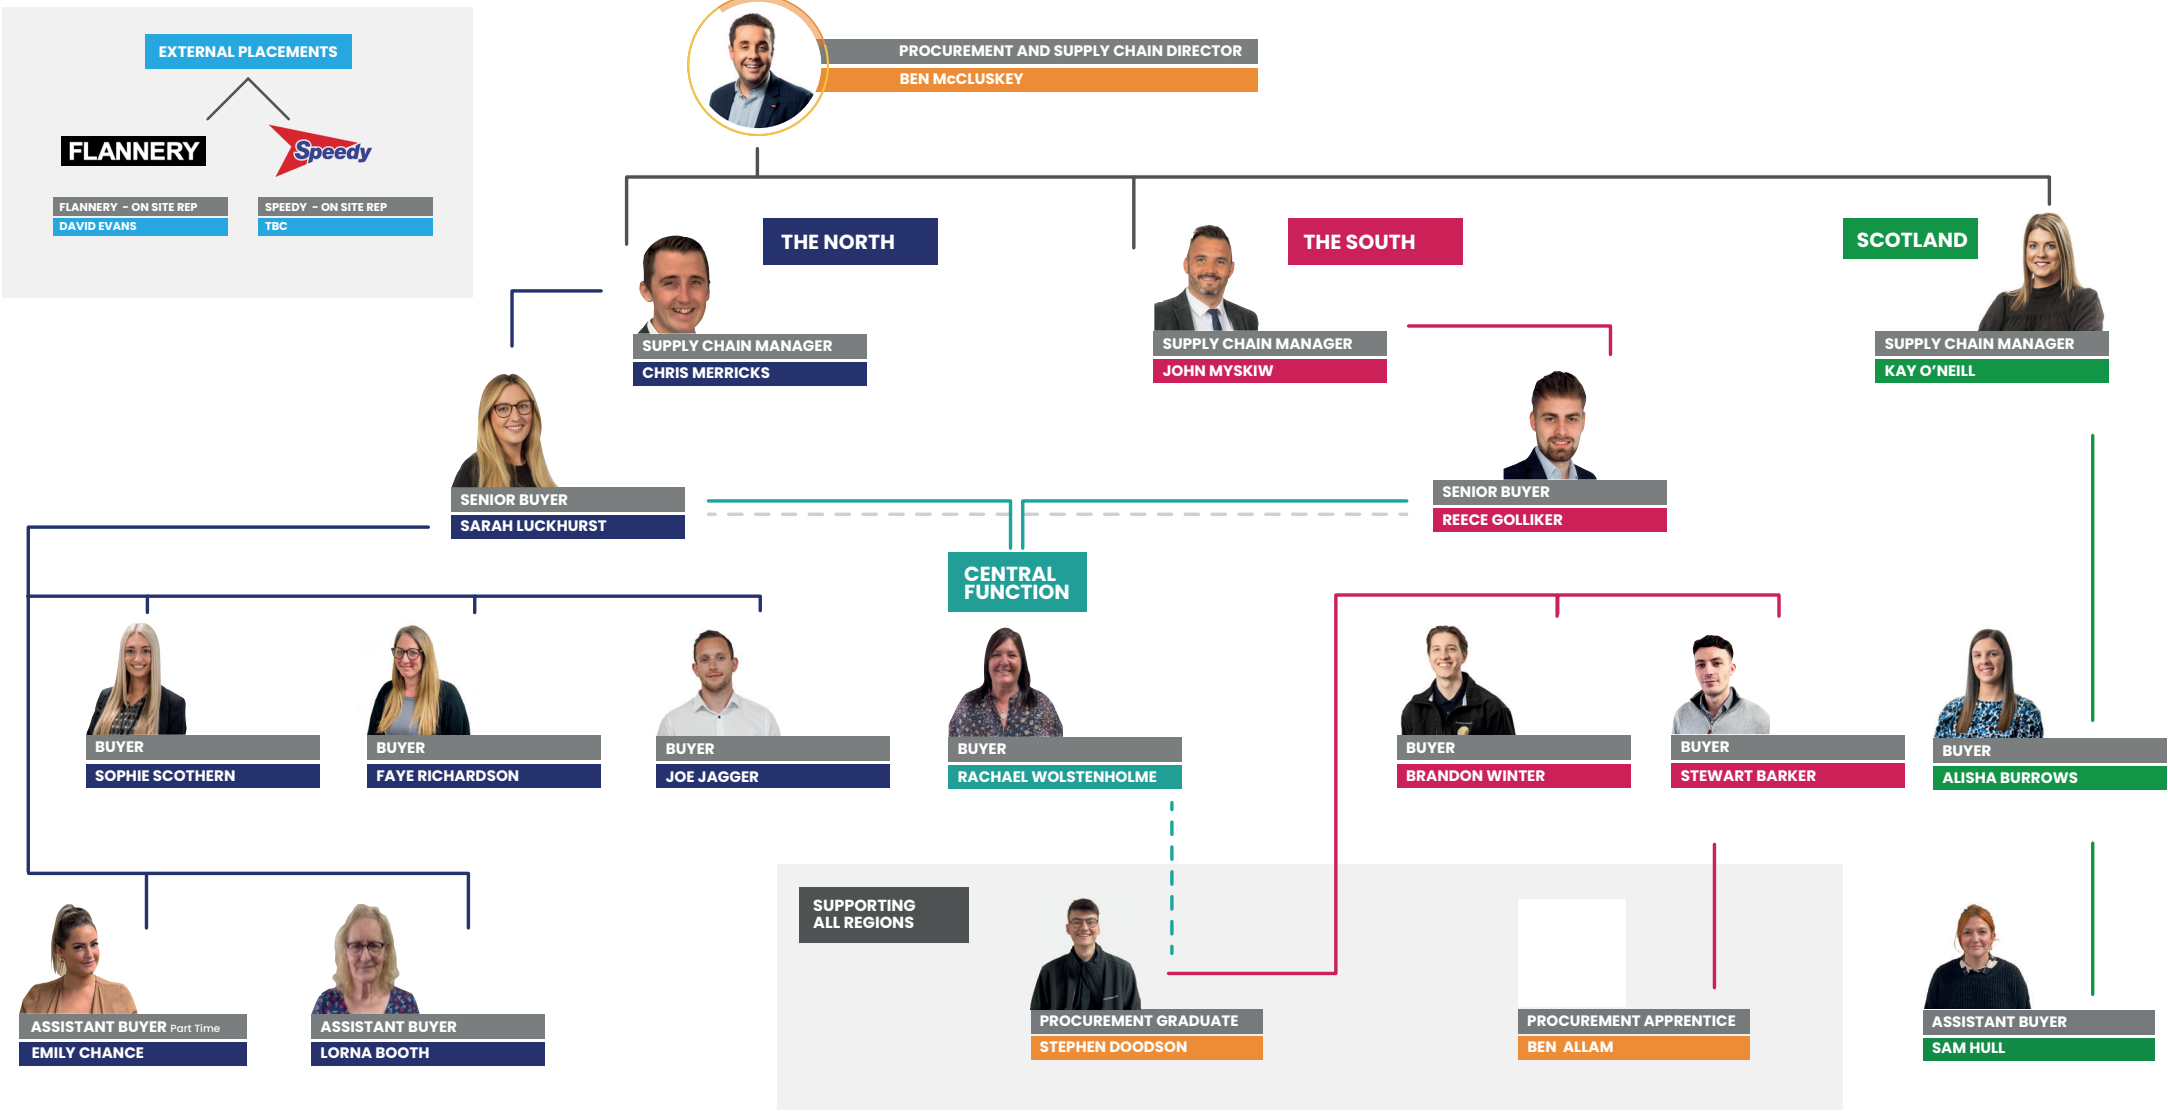 EXTERNAL PLACEMENTS
FLANNERY
Speedy
FLANNERY - ON SITE REP
DAVID EVANS
SPEEDY - ON SITE REP
TBC
PROCUREMENT AND SUPPLY CHAIN DIRECTOR
BEN McCLUSKEY
THE NORTH
SUPPLY CHAIN MANAGER
CHRIS MERRICKS
THE SOUTH
SUPPLY CHAIN MANAGER
JOHN MYSKIW
SCOTLAND
SUPPLY CHAIN MANAGER
KAY O’NEILL
SENIOR BUYER
SARAH LUCKHURST
SENIOR BUYER
REECE GOLLIKER
CENTRAL
FUNCTION
BUYER
SOPHIE SCOTHERN
BUYER
FAYE RICHARDSON
BUYER
JOE JAGGER
BUYER
RACHAEL WOLSTENHOLME
BUYER
BRANDON WINTER
BUYER
STEWART BARKER
BUYER
ALISHA BURROWS
SUPPORTING
ALL REGIONS
ASSISTANT BUYER Part Time
EMILY CHANCE
ASSISTANT BUYER
LORNA BOOTH
PROCUREMENT GRADUATE
STEPHEN DOODSON
PROCUREMENT APPRENTICE
BEN ALLAM
ASSISTANT BUYER
SAM HULL